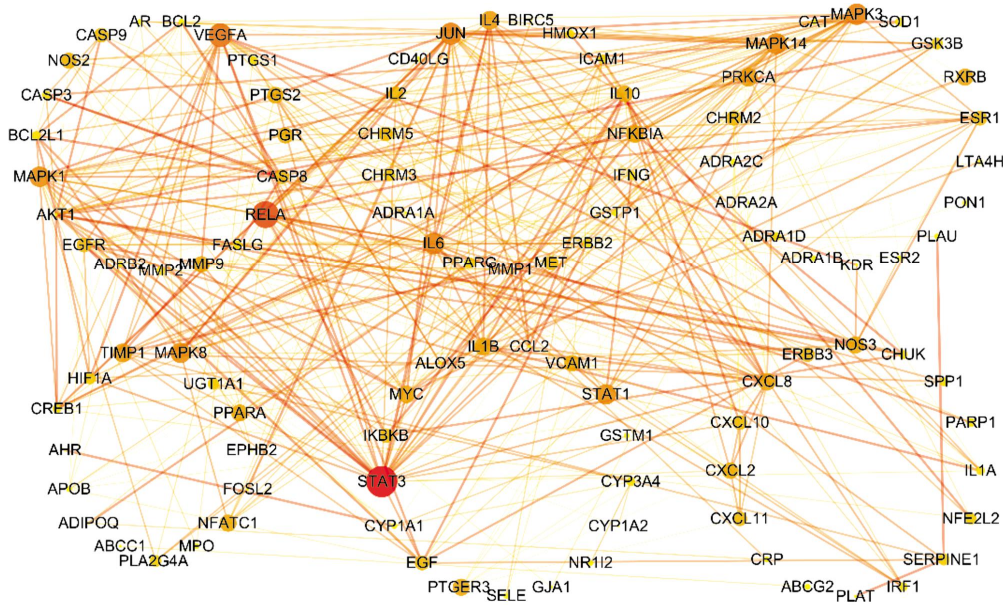 AR
BCL2
IL4
BIRC5
CAT
MAPK3
SOD1
CASP9
VEGFA
JUN
HMOX1
MAPK14
GSK3B
NOS2
PTGS1
CD40LG
ICAM1
PRKCA
RXRB
CASP3
PTGS2
IL2
IL10
CHRM2
ESR1
BCL2L1
PGR
CHRM5
NFKBIA
ADRA2C
LTA4H
MAPK1
CASP8
CHRM3
IFNG
ADRA2A
PON1
AKT1
RELA
ADRA1A
GSTP1
ADRA1D
PLAU
EGFR
FASLG
IL6
ERBB2
ADRA1B
ESR2
ADRB2
MMP2
MMP9
PPARG
MMP1
MET
KDR
TIMP1
MAPK8
ALOX5
IL1B
CCL2
VCAM1
ERBB3
NOS3
CHUK
HIF1A
UGT1A1
MYC
STAT1
CXCL8
SPP1
CREB1
PPARA
IKBKB
GSTM1
CXCL10
PARP1
AHR
EPHB2
STAT3
CYP3A4
CXCL2
IL1A
APOB
FOSL2
ADIPOQ
NFATC1
CYP1A1
CYP1A2
CXCL11
NFE2L2
ABCC1
MPO
PLA2G4A
EGF
NR1I2
CRP
SERPINE1
PTGER3
SELE
GJA1
ABCG2
PLAT
IRF1